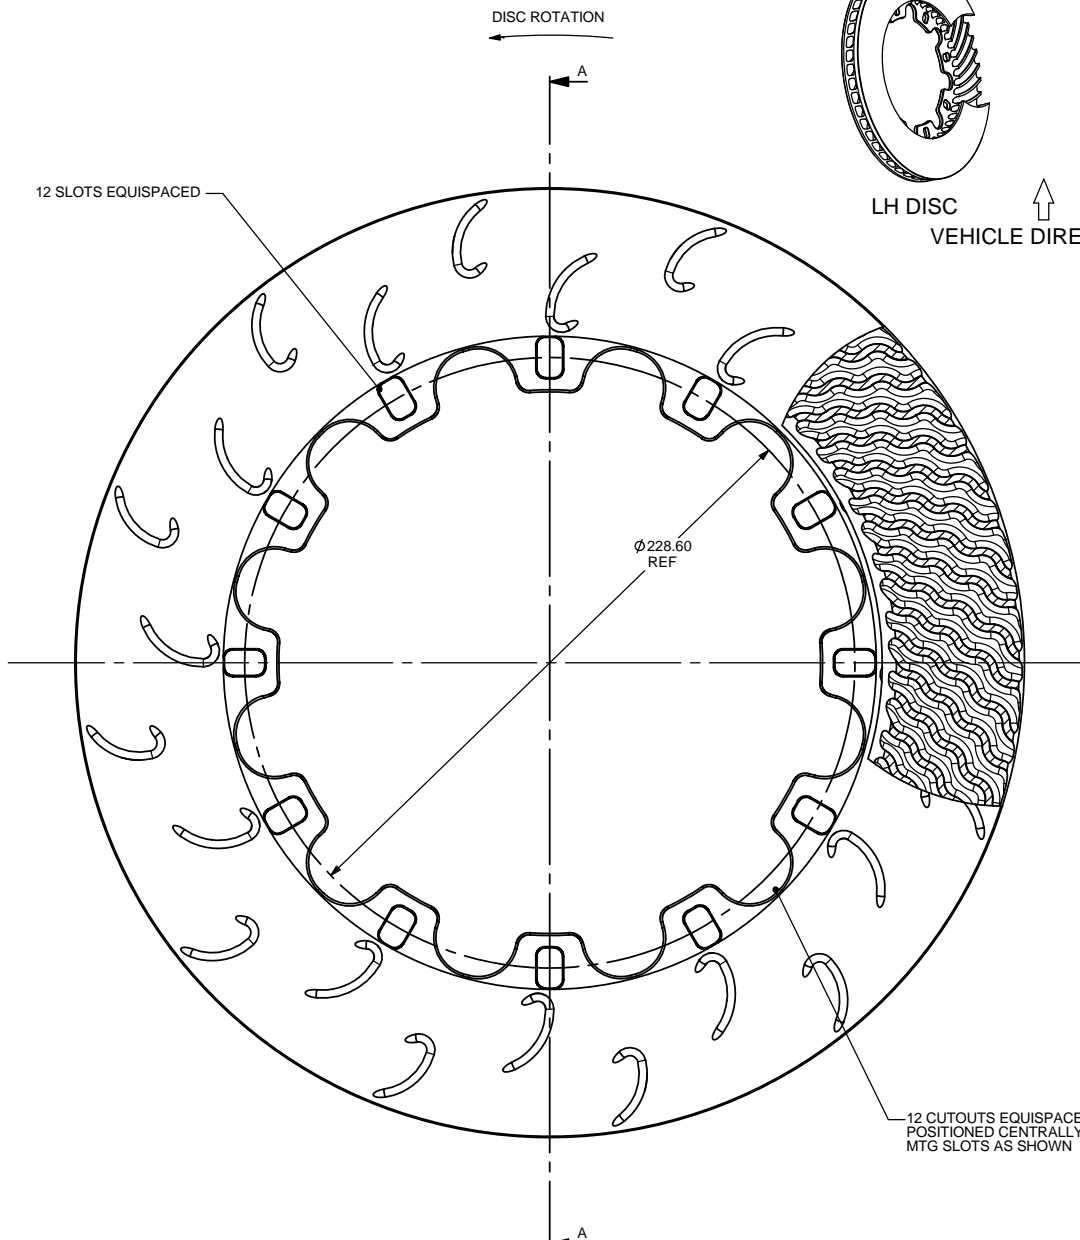 DISC ROTATION
A
12 SLOTS EQUISPACED
LH DISC
VEHICLE DIRE
Ø228.60
REF
12 CUTOUTS EQUISPACE
POSITIONED CENTRALLY
MTG SLOTS AS SHOWN
A